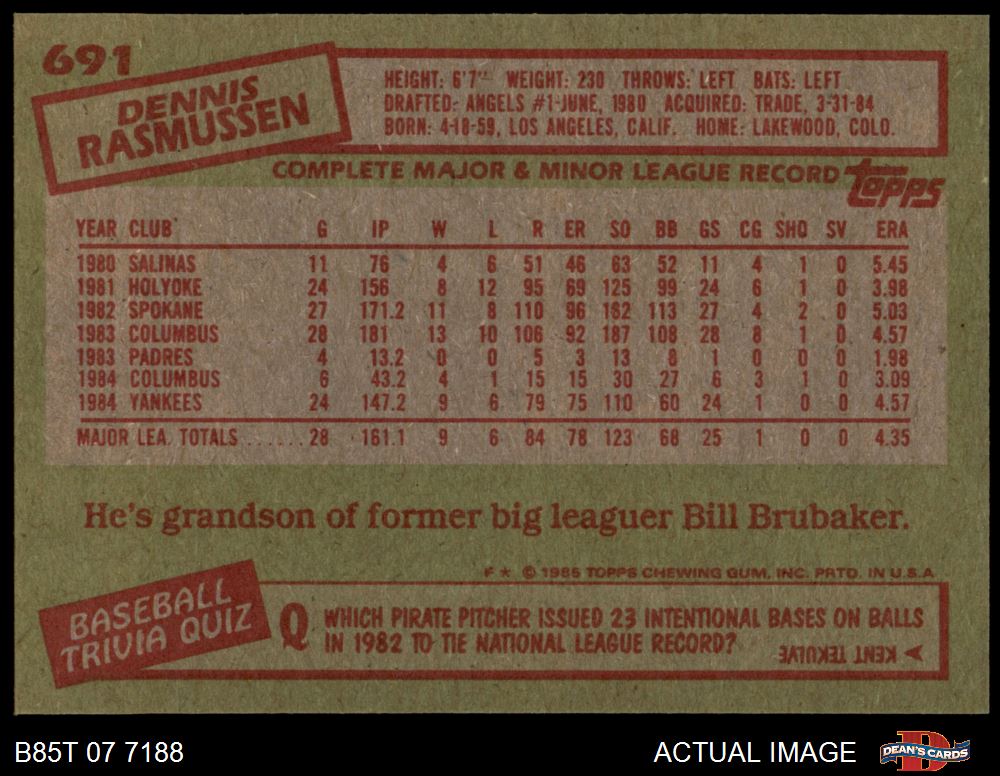 691
DENNIS
RASMUSSEN
HEIGHT: 6'7" WEIGHT: 230 THROWS: LEFT BATS: LEFT
DRAFTED: ANGELS #1-JUNE, 1980 ACQUIRED: TRADE, 3-31-84
BORN: 4-18-59, LOS ANGELES, CALIF. HOME: LAKEWOOD, COLO.
COMPLETE MAJOR & MINOR LEAGUE RECORD topps
YEAR CLUB G IP W L R ER SO BB GS CG SHO SV ERA
1980 SALINAS 11 76 4 6 51 46 63 52 11 4 1 0 5.45
1981 HOLYOKE 24 156 8 12 95 69 125 99 24 6 1 0 3.98
1982 SPOKANE 27 171.2 11 8 110 96 162 113 27 4 2 0 5.03
1983 COLUMBUS 28 181 13 10 106 92 187 108 28 8 1 0 4.57
1983 PADRES 4 13.2 0 0 5 3 13 8 1 0 0 0 1.98
1984 COLUMBUS 6 43.2 4 1 15 15 30 27 6 3 1 0 3.09
1984 YANKEES 24 147.2 9 6 79 75 110 60 24 1 0 0 4.57
MAJOR LEA. TOTALS......28 161.1 9 6 84 78 123 68 25 1 0 0 4.35
He's grandson of former big leaguer Bill Brubaker.
F * © 1985 TOPPS CHEWING GUM, INC. PRTD. IN U.S.A.
BASEBALL
TRIVIA QUIZ
Q WHICH PIRATE PITCHER ISSUED 23 INTENTIONAL BASES ON BALLS
IN 1982 TO TIE NATIONAL LEAGUE RECORD?
KENT TEKULVE
B85T 07 7188
ACTUAL IMAGE
D
DEAN'S CARDS